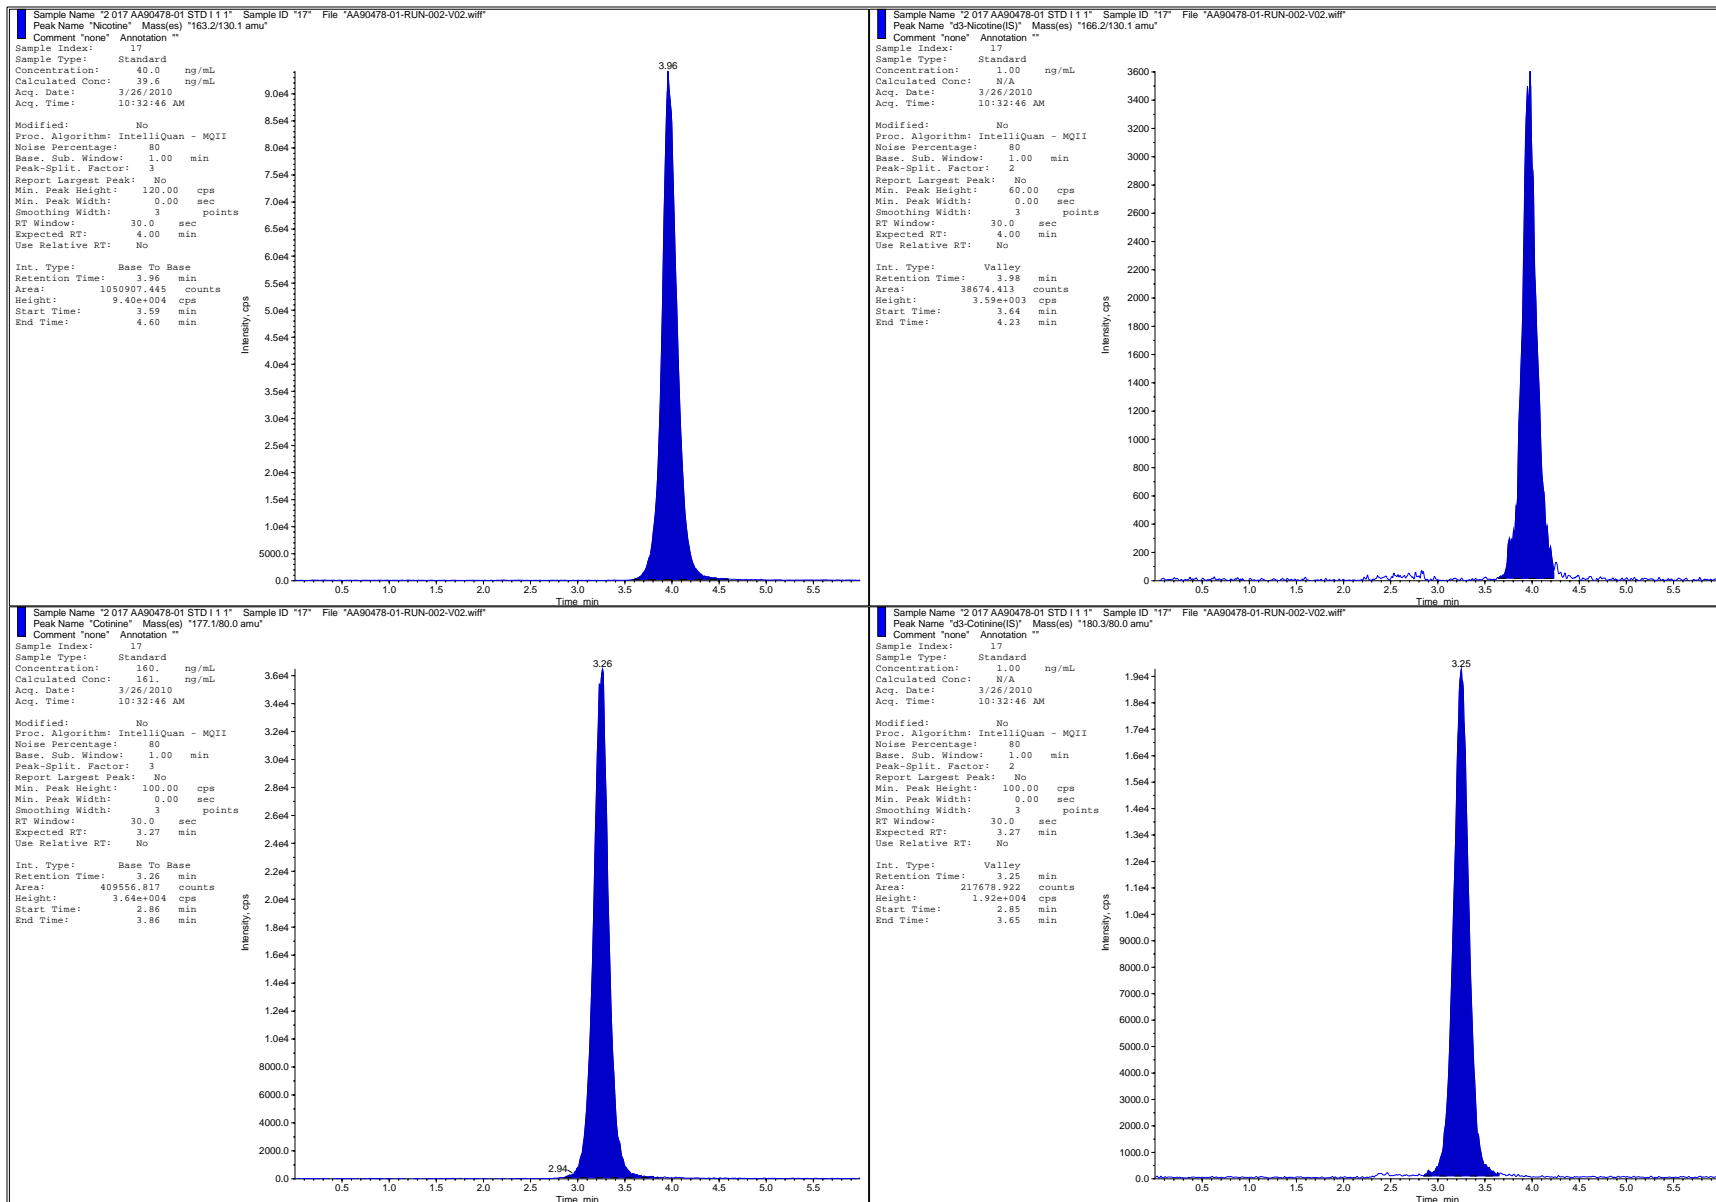 Sample Name "2 017 AA90478-01 STD I 1 1" Sample ID "17" File "AA90478-01-RUN-002-V02.wiff"
Peak Name "Nicotine" Mass(es) "163.2/130.1 amu"
Comment "none" Annotation ""
Sample Index: 17
Sample Type: Standard
Concentration: 40.0 ng/mL
Calculated Conc: 39.6 ng/mL
Acq. Date: 3/26/2010
Acq. Time: 10:32:46 AM
Modified: No
Proc. Algorithm: IntelliQuan - MQII
Noise Percentage: 80
Base. Sub. Window: 1.00 min
Peak-Split. Factor: 3
Report Largest Peak: No
Min. Peak Height: 120.00 cps
Min. Peak Width: 0.00 sec
Smoothing Width: 3 points
RT Window: 30.0 sec
Expected RT: 4.00 min
Use Relative RT: No
Int. Type: Base To Base
Retention Time: 3.96 min
Area: 1050907.445 counts
Height: 9.40e+004 cps
Start Time: 3.59 min
End Time: 4.60 min
3.96
9.0e4
8.5e4
8.0e4
7.5e4
7.0e4
6.5e4
6.0e4
5.5e4
5.0e4
4.5e4
4.0e4
3.5e4
3.0e4
2.5e4
2.0e4
1.5e4
1.0e4
5000.0
0.0
Intensity, cps
0.5 1.0 1.5 2.0 2.5 3.0 3.5 4.0 4.5 5.0 5.5
Time, min
Sample Name "2 017 AA90478-01 STD I 1 1" Sample ID "17" File "AA90478-01-RUN-002-V02.wiff"
Peak Name "d3-Nicotine(IS)" Mass(es) "166.2/130.1 amu"
Comment "none" Annotation ""
Sample Index: 17
Sample Type: Standard
Concentration: 1.00 ng/mL
Calculated Conc: N/A
Acq. Date: 3/26/2010
Acq. Time: 10:32:46 AM
Modified: No
Proc. Algorithm: IntelliQuan - MQII
Noise Percentage: 80
Base. Sub. Window: 1.00 min
Peak-Split. Factor: 2
Report Largest Peak: No
Min. Peak Height: 60.00 cps
Min. Peak Width: 0.00 sec
Smoothing Width: 3 points
RT Window: 30.0 sec
Expected RT: 4.00 min
Use Relative RT: No
Int. Type: Valley
Retention Time: 3.98 min
Area: 38674.413 counts
Height: 3.59e+003 cps
Start Time: 3.64 min
End Time: 4.23 min
3600
3400
3200
3000
2800
2600
2400
2200
2000
1800
1600
1400
1200
1000
800
600
400
200
0
Intensity, cps
0.5 1.0 1.5 2.0 2.5 3.0 3.5 4.0 4.5 5.0 5.5
Time, min
Sample Name "2 017 AA90478-01 STD I 1 1" Sample ID "17" File "AA90478-01-RUN-002-V02.wiff"
Peak Name "Cotinine" Mass(es) "177.1/80.0 amu"
Comment "none" Annotation ""
Sample Index: 17
Sample Type: Standard
Concentration: 160. ng/mL
Calculated Conc: 161. ng/mL
Acq. Date: 3/26/2010
Acq. Time: 10:32:46 AM
Modified: No
Proc. Algorithm: IntelliQuan - MQII
Noise Percentage: 80
Base. Sub. Window: 1.00 min
Peak-Split. Factor: 3
Report Largest Peak: No
Min. Peak Height: 100.00 cps
Min. Peak Width: 0.00 sec
Smoothing Width: 3 points
RT Window: 30.0 sec
Expected RT: 3.27 min
Use Relative RT: No
Int. Type: Base To Base
Retention Time: 3.26 min
Area: 409556.817 counts
Height: 3.64e+004 cps
Start Time: 2.86 min
End Time: 3.86 min
3.26
3.6e4
3.4e4
3.2e4
3.0e4
2.8e4
2.6e4
2.4e4
2.2e4
2.0e4
1.8e4
1.6e4
1.4e4
1.2e4
1.0e4
8000.0
6000.0
4000.0
2000.0
0.0
2.94
Intensity, cps
0.5 1.0 1.5 2.0 2.5 3.0 3.5 4.0 4.5 5.0 5.5
Time, min
Sample Name "2 017 AA90478-01 STD I 1 1" Sample ID "17" File "AA90478-01-RUN-002-V02.wiff"
Peak Name "d3-Cotinine(IS)" Mass(es) "180.3/80.0 amu"
Comment "none" Annotation ""
Sample Index: 17
Sample Type: Standard
Concentration: 1.00 ng/mL
Calculated Conc: N/A
Acq. Date: 3/26/2010
Acq. Time: 10:32:46 AM
Modified: No
Proc. Algorithm: IntelliQuan - MQII
Noise Percentage: 80
Base. Sub. Window: 1.00 min
Peak-Split. Factor: 2
Report Largest Peak: No
Min. Peak Height: 100.00 cps
Min. Peak Width: 0.00 sec
Smoothing Width: 3 points
RT Window: 30.0 sec
Expected RT: 3.27 min
Use Relative RT: No
Int. Type: Valley
Retention Time: 3.25 min
Area: 217678.922 counts
Height: 1.92e+004 cps
Start Time: 2.85 min
End Time: 3.65 min
3.25
1.9e4
1.8e4
1.7e4
1.6e4
1.5e4
1.4e4
1.3e4
1.2e4
1.1e4
1.0e4
9000.0
8000.0
7000.0
6000.0
5000.0
4000.0
3000.0
2000.0
1000.0
0.0
Intensity, cps
0.5 1.0 1.5 2.0 2.5 3.0 3.5 4.0 4.5 5.0 5.5
Time, min